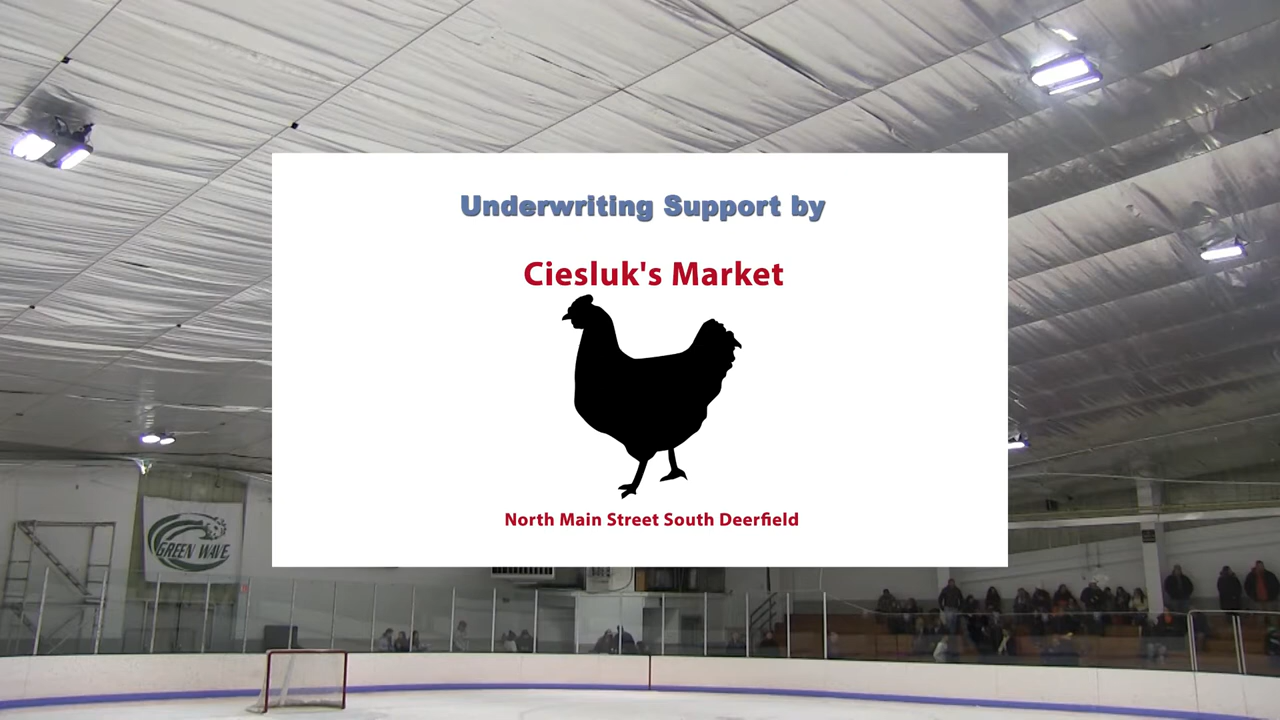 Underwriting Support by
Ciesluk's Market
North Main Street South Deerfield
GREEN WAVE